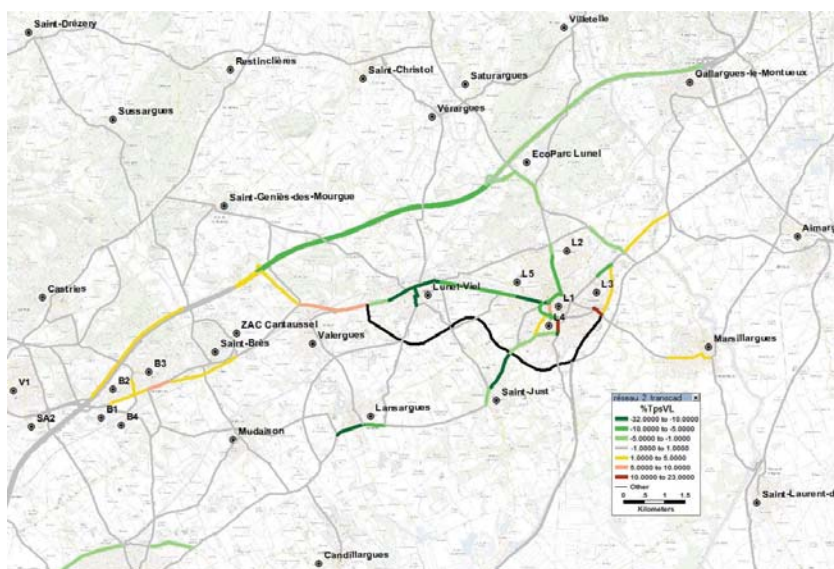 Saint-Drézery
Villetelle
Restinclières
Saint-Christol
Saturargues
Gallargues-le-Montueux
Sussargues
Vérargues
EcoParc Lunel
Saint-Geniès-des-Mourgue
L2
Aimarg
L5
Castries
Lunel-Viel
L1
L3
L4
ZAC Cantaussel
Valergues
Marsillargues
Saint-Brès
B3
V1
B2
Saint-Just
B1
Lansargues
SA2
B4
Mudaison
réseau 2 transcad
%TpsVL
-32.0000 to -10.0000
-10.0000 to -5.0000
-5.0000 to -1.0000
-1.0000 to 1.0000
1.0000 to 5.0000
5.0000 to 10.0000
10.0000 to 23.0000
Other
0 .5 1 1.5
Kilometers
Saint-Laurent-d
Candillargues